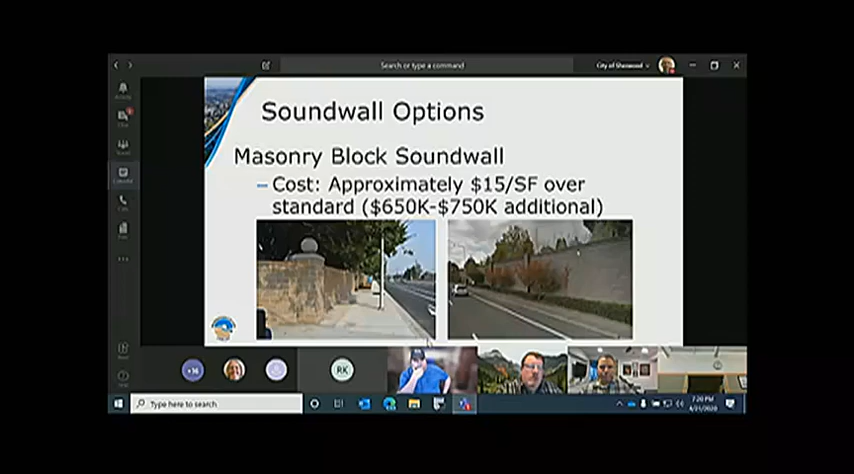 Search or type a command
City of Sherwood
Soundwall Options
Masonry Block Soundwall
– Cost: Approximately $15/SF over
standard ($650K-$750K additional)
+16
RK
Type here to search
7:20 PM
4/21/2020